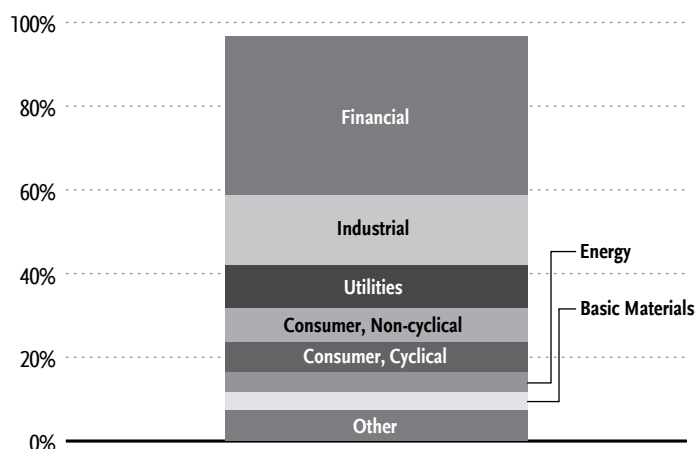 100%
Financial
80%
60%
Industrial
Energy
40%
Utilities
Basic Materials
Consumer, Non-cyclical
20%
Consumer, Cyclical
Other
0%